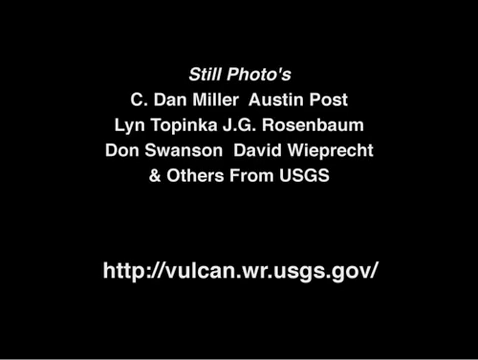 Still Photo's
C. Dan Miller Austin Post
Lyn Topinka J.G. Rosenbaum
Don Swanson David Wieprecht
& Others From USGS
http://vulcan.wr.usgs.gov/